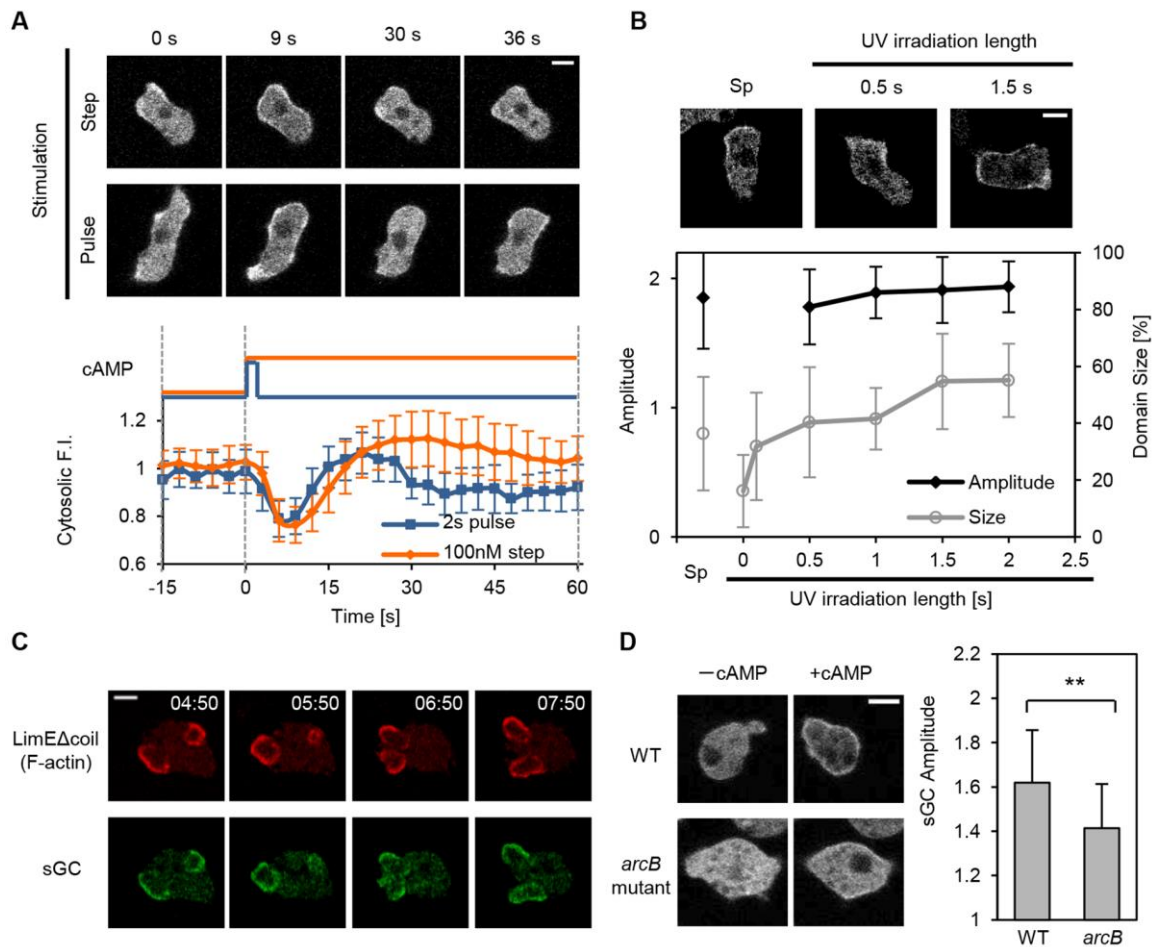 A
0 s 9 s 30 s 36 s
Stimulation
Step
Pulse
cAMP
Cytosolic F.I.
1.2
1
0.8
0.6
2s pulse
100nM step
-15 0 15 30 45 60
Time [s]
B
UV irradiation length
Sp 0.5 s 1.5 s
Amplitude
2
1
0
Domain Size [%]
100
80
60
40
20
0
Amplitude
Size
Sp 0 0.5 1 1.5 2 2.5
UV irradiation length [s]
C
04:50 05:50 06:50 07:50
LimEΔcoil
(F-actin)
sGC
D
−cAMP +cAMP
WT
arcB
mutant
sGC Amplitude
2.2
2
1.8
1.6
1.4
1.2
1
**
WT arcB